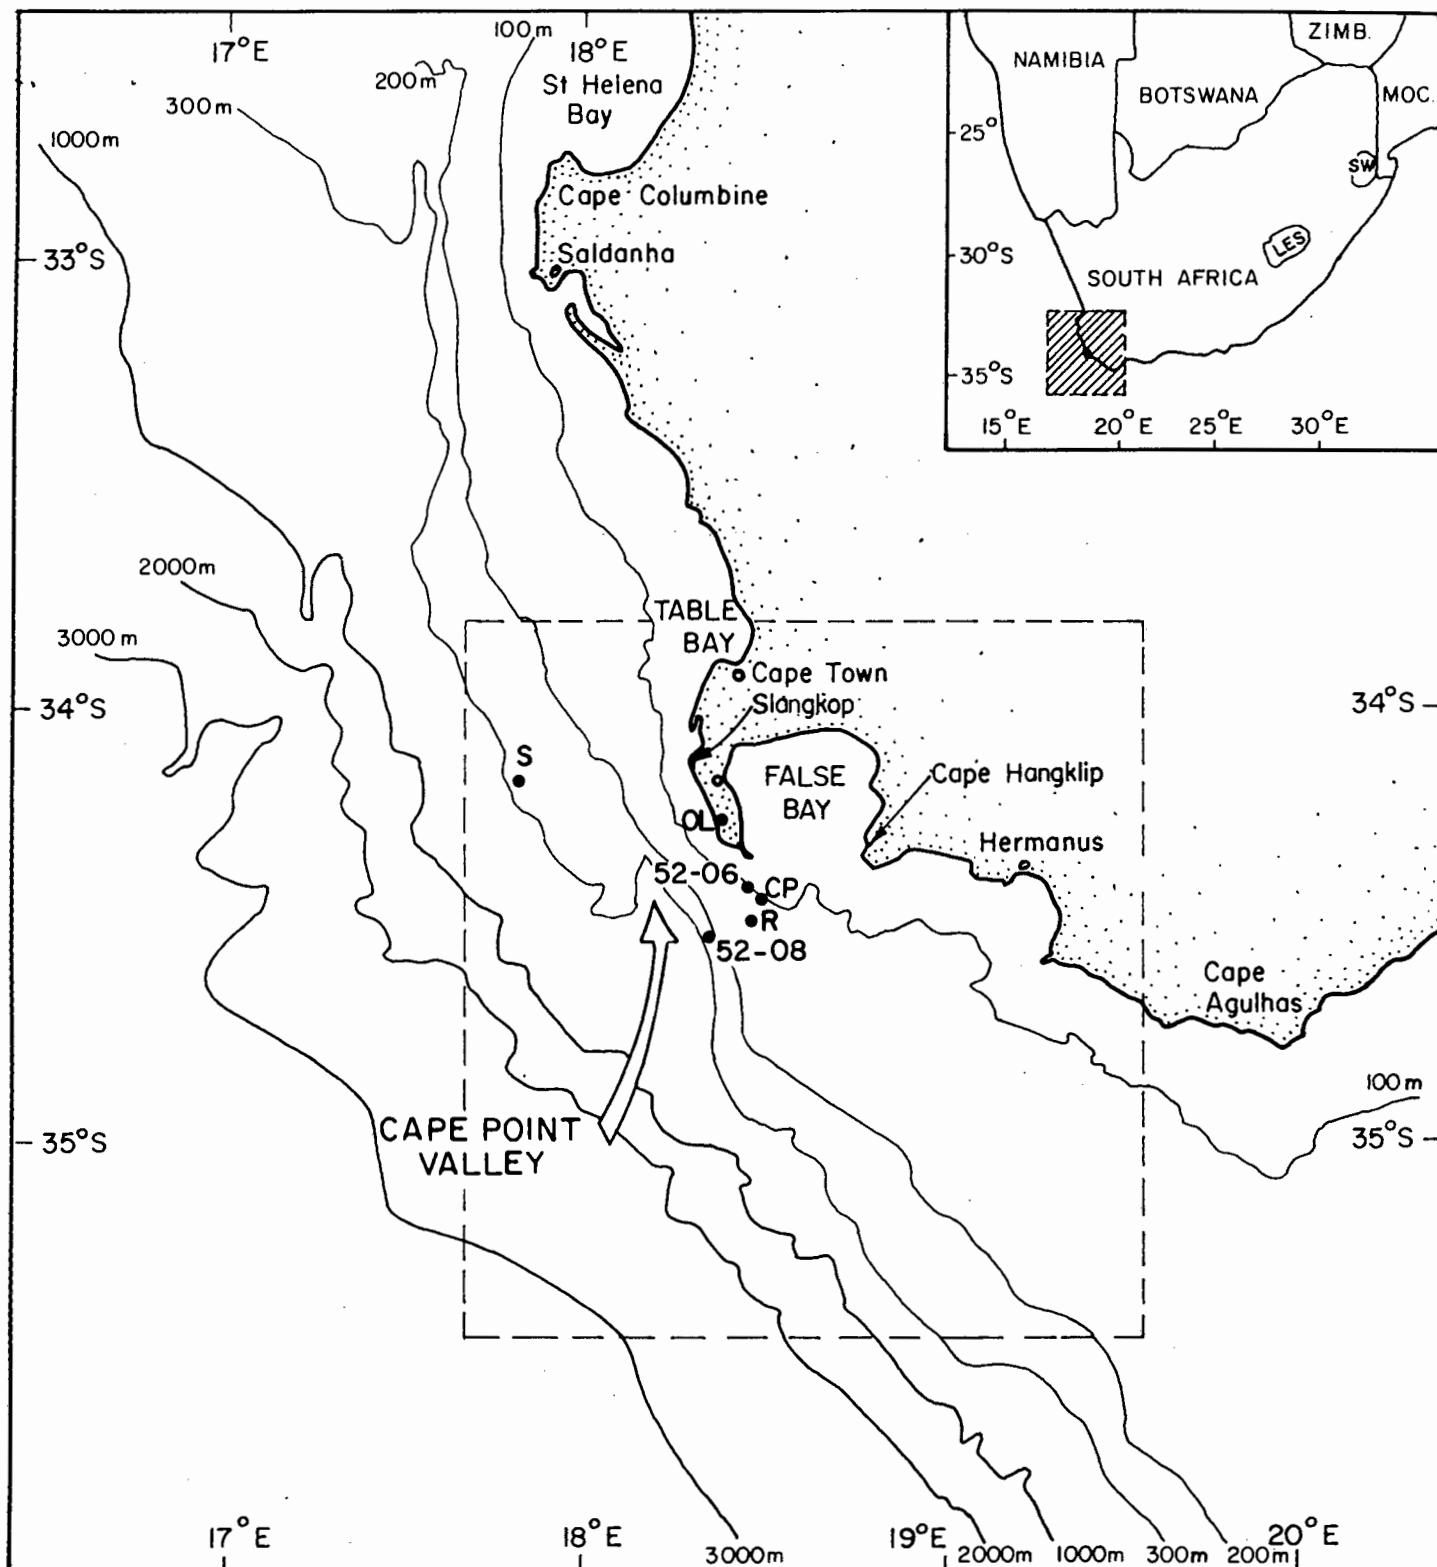 17°E
100m
18°E
200m
St Helena
Bay
300m
1000m
Cape Columbine
33°S
Saldanha
NAMIBIA
ZIMB.
BOTSWANA
MOC.
25°
SW
30°S
LES
SOUTH AFRICA
35°S
15°E
20°E
25°E
30°E
2000m
3000m
TABLE
BAY
Cape Town
Slangkop
34°S
34°S
S
FALSE
BAY
Cape Hangklip
OL
Hermanus
52-06
CP
R
52-08
Cape
Agulhas
100m
CAPE POINT
VALLEY
35°S
35°S
17°E
18°E
19°E
20°E
3000m
2000m
1000m
300m
200m